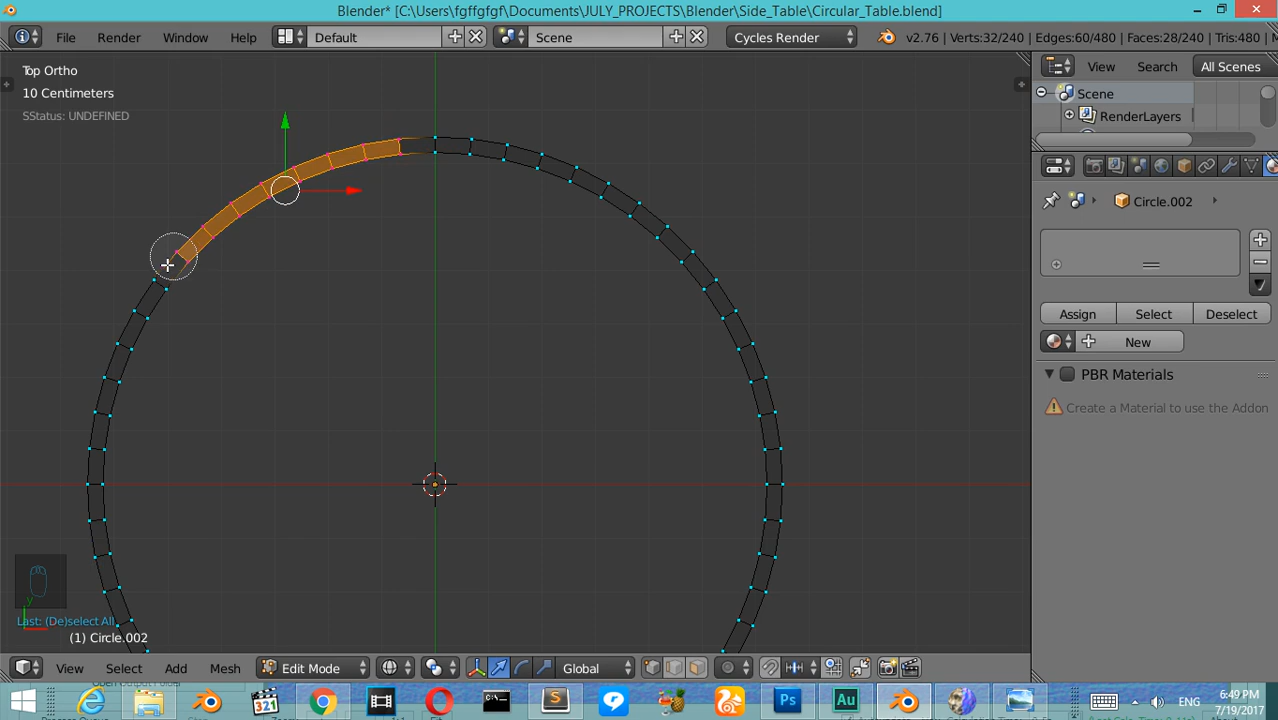 Blender* [C:\Users\fgffgfgf\Documents\JULY_PROJECTS\Blender\Side_Table\Circular_Table.blend]
File Render Window Help Default Scene Cycles Render v2.76 | Verts:32/240 | Edges:60/480 | Faces:28/240 | Tris:480 |
Top Ortho
10 Centimeters
SStatus: UNDEFINED
View Search All Scenes
Scene
RenderLayers
Circle.002
Assign Select Deselect
New
PBR Materials
Create a Material to use the Addon
y
Last: (De)select All
(1) Circle.002
View Select Add Mesh Edit Mode Global
321 Ps Au ENG
6:49 PM
7/19/2017